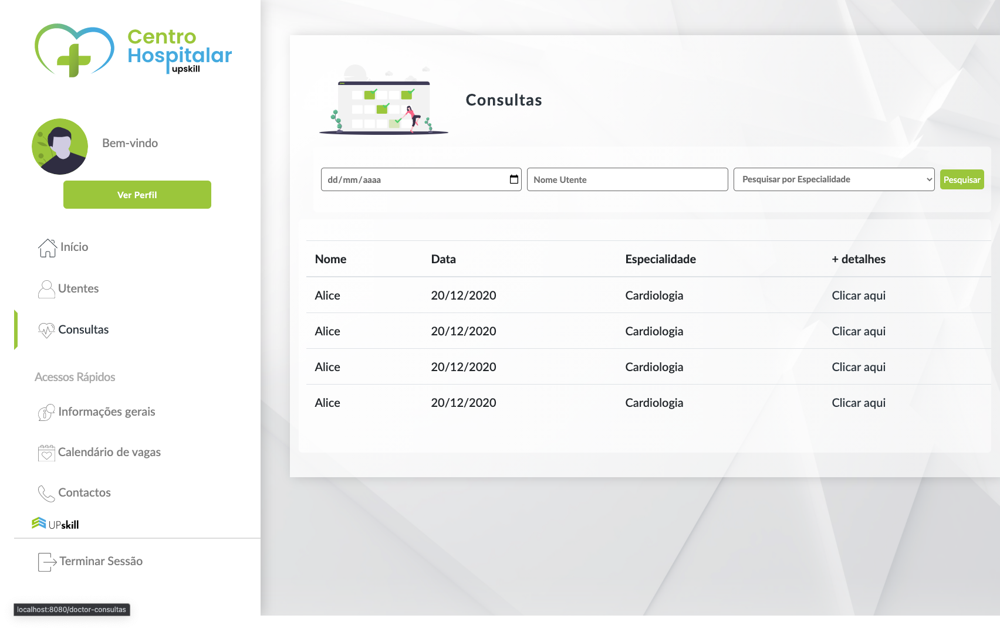 Centro
Hospitalar
upskill
Bem-vindo
Ver Perfil
Início
Utentes
Consultas
Acessos Rápidos
Informações gerais
Calendário de vagas
Contactos
UPskill
Terminar Sessão
localhost:8080/doctor-consultas
Consultas
dd/mm/aaaa Nome Utente Pesquisar por Especialidade Pesquisar
Nome Data Especialidade + detalhes
Alice 20/12/2020 Cardiologia Clicar aqui
Alice 20/12/2020 Cardiologia Clicar aqui
Alice 20/12/2020 Cardiologia Clicar aqui
Alice 20/12/2020 Cardiologia Clicar aqui